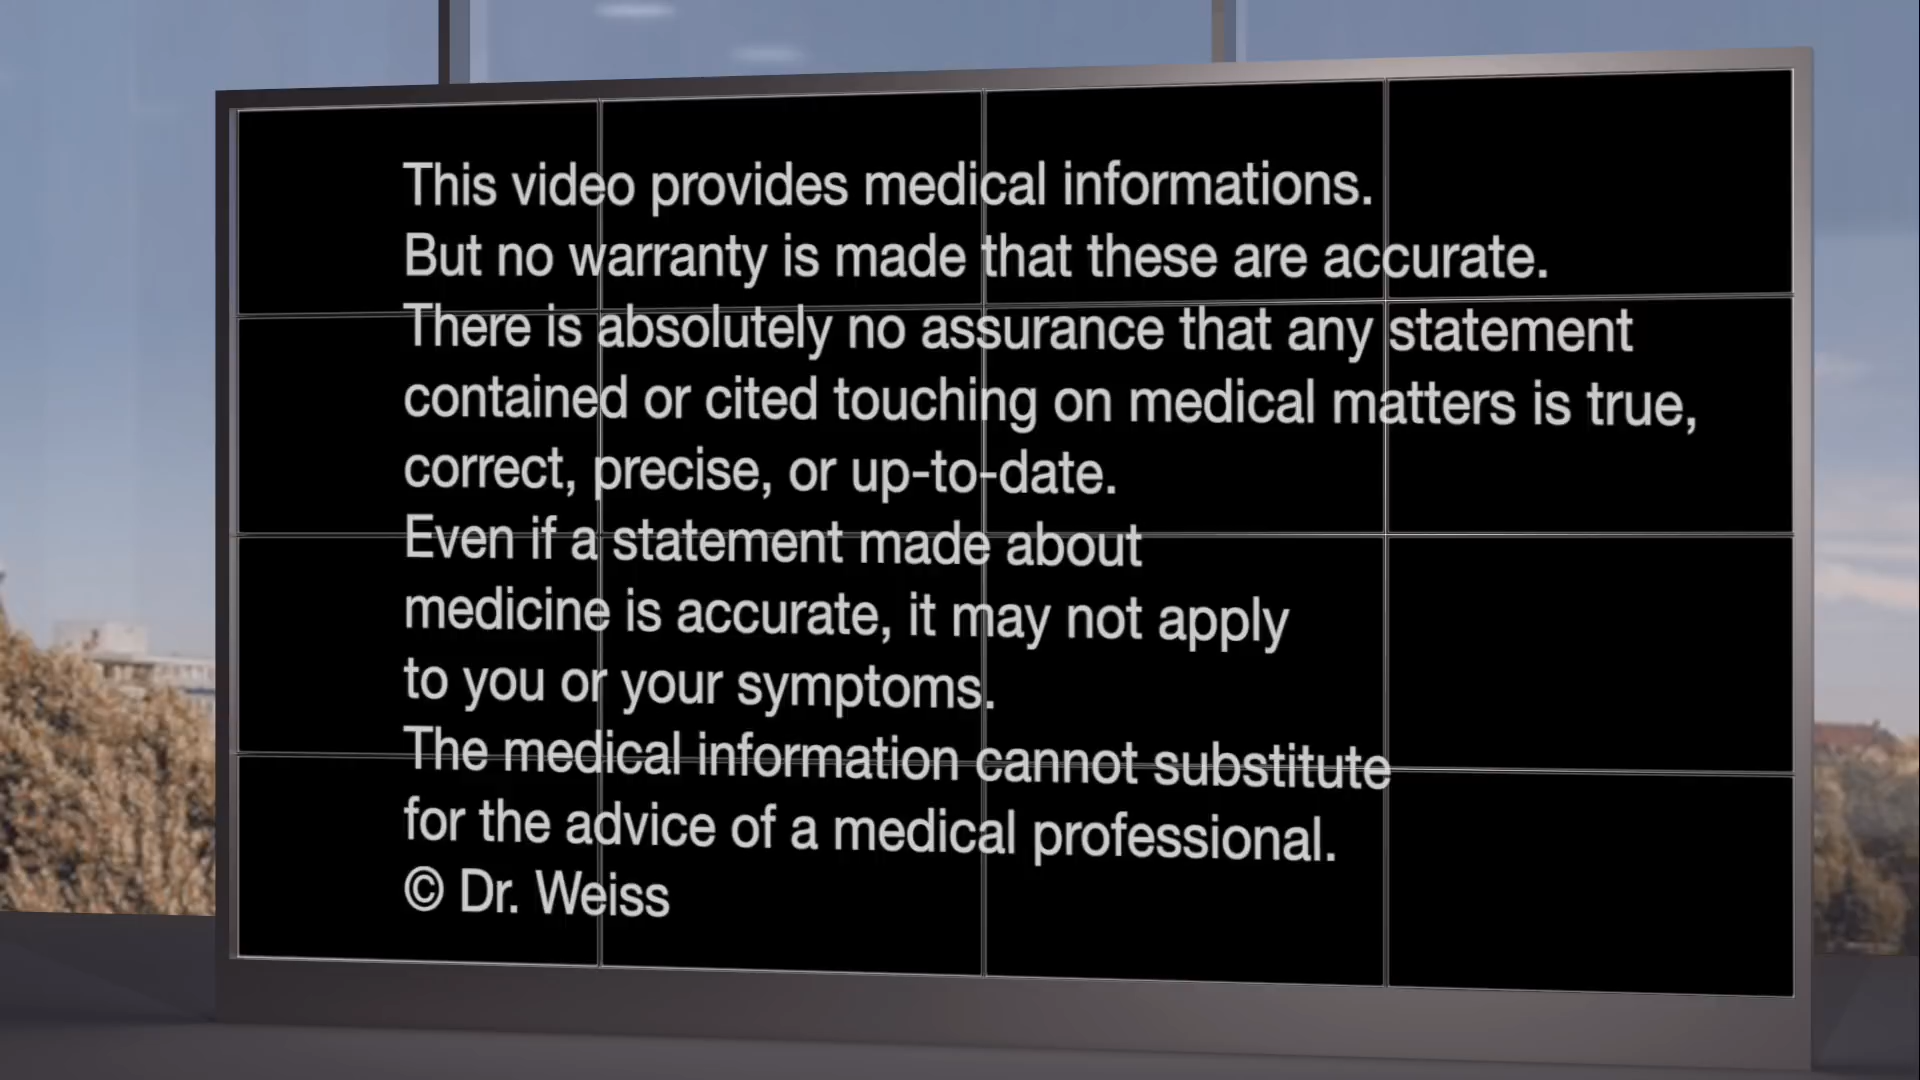 This video provides medical informations.
But no warranty is made that these are accurate.
There is absolutely no assurance that any statement
contained or cited touching on medical matters is true,
correct, precise, or up-to-date.
Even if a statement made about
medicine is accurate, it may not apply
to you or your symptoms.
The medical information cannot substitute
for the advice of a medical professional.
© Dr. Weiss